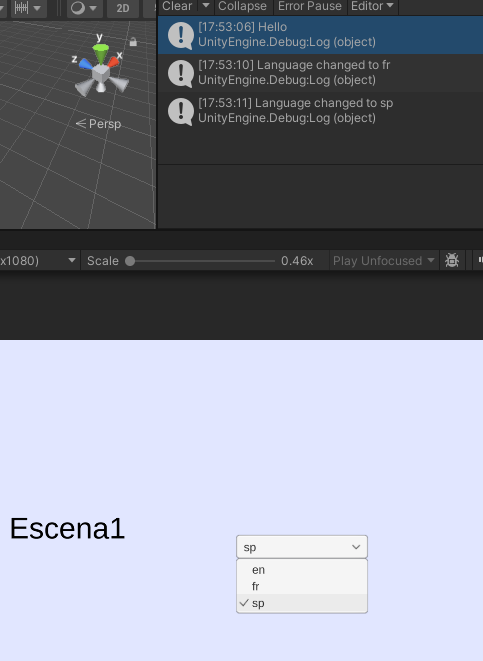 2D
Clear Collapse Error Pause Editor
[17:53:06] Hello
UnityEngine.Debug:Log (object)
[17:53:10] Language changed to fr
UnityEngine.Debug:Log (object)
[17:53:11] Language changed to sp
UnityEngine.Debug:Log (object)
y
z x
Persp
x1080) Scale 0.46x Play Unfocused
Escena1
sp
en
fr
sp